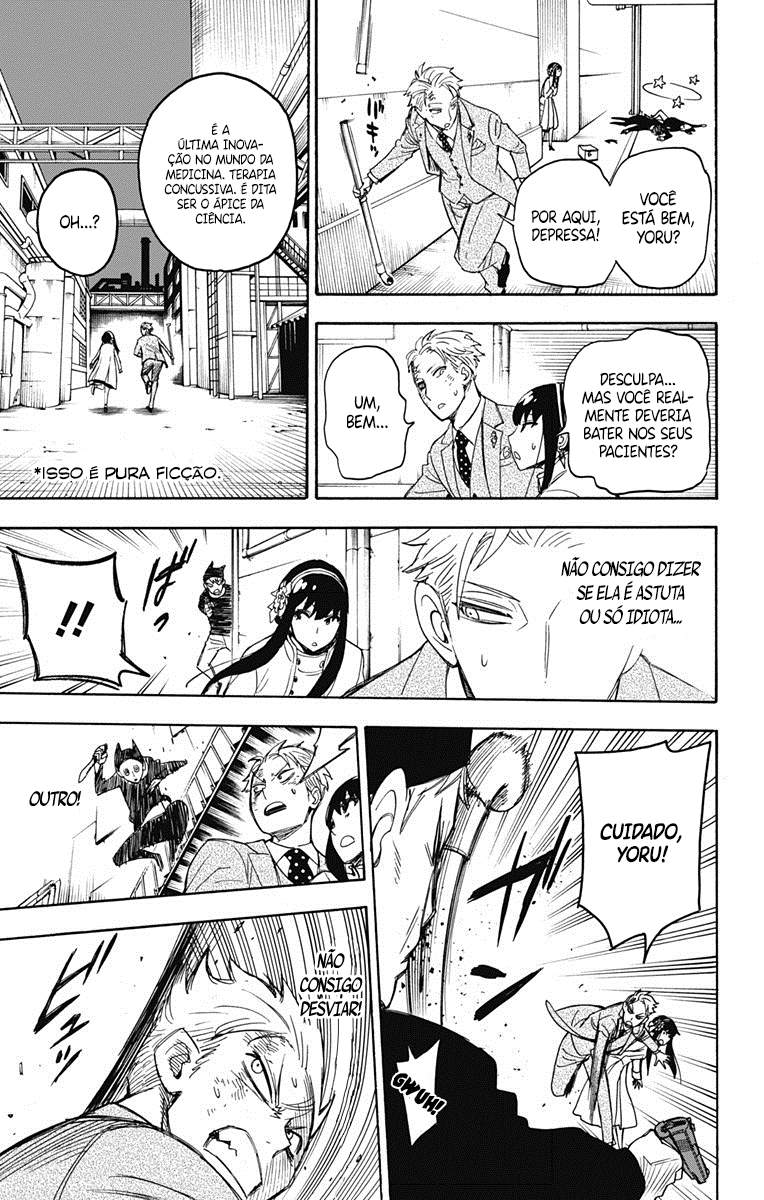 VOCÊ
ESTÁ BEM,
YORU?
POR AQUI,
DEPRESSA!
DESCULPA...
MAS VOCÊ REAL-
MENTE DEVERIA
BATER NOS SEUS
PACIENTES?
UM,
BEM...
É A
ÚLTIMA INOVA-
ÇÃO NO MUNDO DA
MEDICINA. TERAPIA
CONCUSSIVA. É DITA
SER O ÁPICE DA
CIÊNCIA.
OH...?
*ISSO É PURA FICÇÃO.
NÃO CONSIGO DIZER
SE ELA É ASTUTA
OU SÓ IDIOTA...
ばっ
!!
CUIDADO,
YORU!
GWUH!
OUTRO!
NÃO
CONSIGO
DESVIAR!